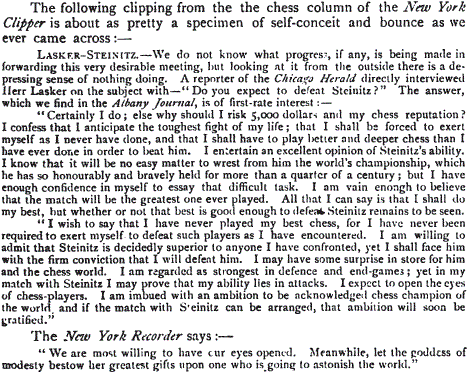 The following clipping from the the chess column of the New York
Clipper is about as pretty a specimen of self-conceit and bounce as we
ever came across :—
LASKER-STEINITZ.—We do not know what progress, if any, is being made in
forwarding this very desirable meeting, but looking at it from the outside there is a de-
pressing sense of nothing doing. A reporter of the Chicago Herald directly interviewed
Herr Lasker on the subject with—"Do you expect to defeat Steinitz?" The answer,
which we find in the Albany Journal, is of first-rate interest :—
"Certainly I do; else why should I risk 5,000 dollars and my chess reputation?
I confess that I anticipate the toughest fight of my life; that I shall be forced to exert
myself as I never have done, and that I shall have to play better and deeper chess than I
have ever done in order to beat him. I entertain an excellent opinion of Steinitz's ability.
I know that it will be no easy matter to wrest from him the world's championship, which
he has so honourably and bravely held for more than a quarter of a century; but I have
enough confidence in myself to essay that difficult task. I am vain enough to believe
that the match will be the greatest one ever played. All that I can say is that I shall do
my best, but whether or not that best is good enough to defeat Steinitz remains to be seen.
"I wish to say that I have never played my best chess, for I have never been
required to exert myself to defeat such players as I have encountered. I am willing to
admit that Steinitz is decidedly superior to anyone I have confronted, yet I shall face him
with the firm conviction that I will defeat him. I may have some surprise in store for him
and the chess world. I am regarded as strongest in defence and end-games; yet in my
match with Steinitz I may prove that my ability lies in attacks. I expect to open the eyes
of chess-players. I am imbued with an ambition to be acknowledged chess champion of
the world, and if the match with Steinitz can be arranged, that ambition will soon be
gratified."
The New York Recorder says :—
"We are most willing to have our eyes opened. Meanwhile, let the goddess of
modesty bestow her greatest gifts upon one who is going to astonish the world."